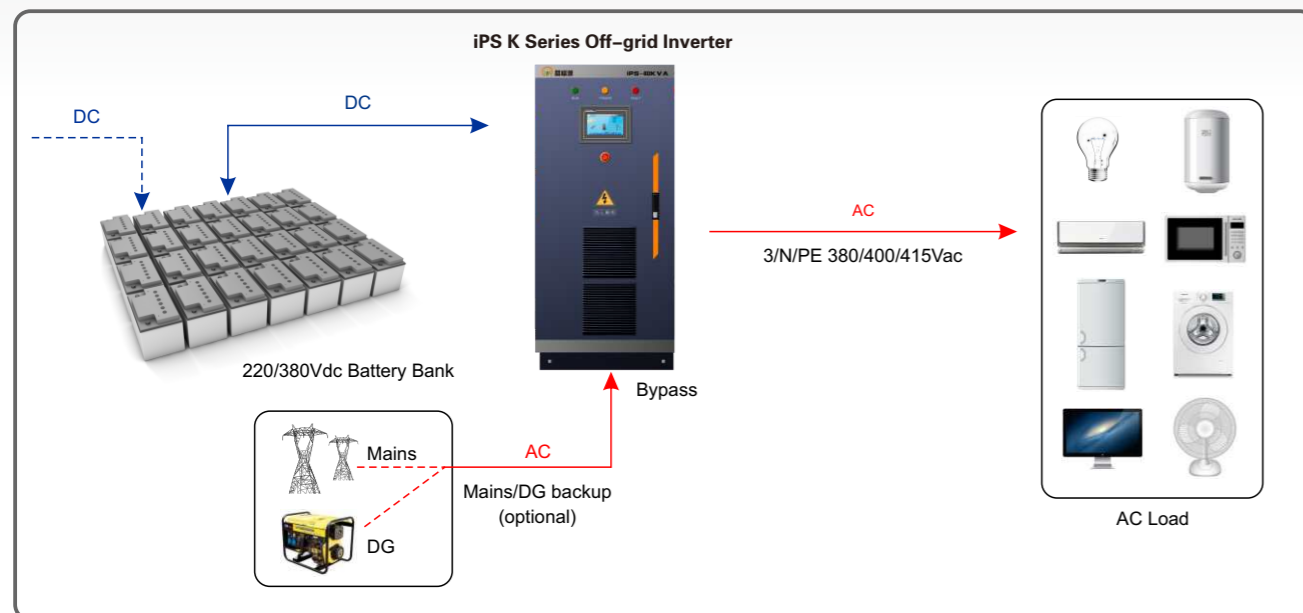 iPS K Series Off-grid Inverter
iPS-60KVA
DC
DC
AC
3/N/PE 380/400/415Vac
220/380Vdc Battery Bank
Bypass
Mains
AC
Mains/DG backup
(optional)
DG
AC Load